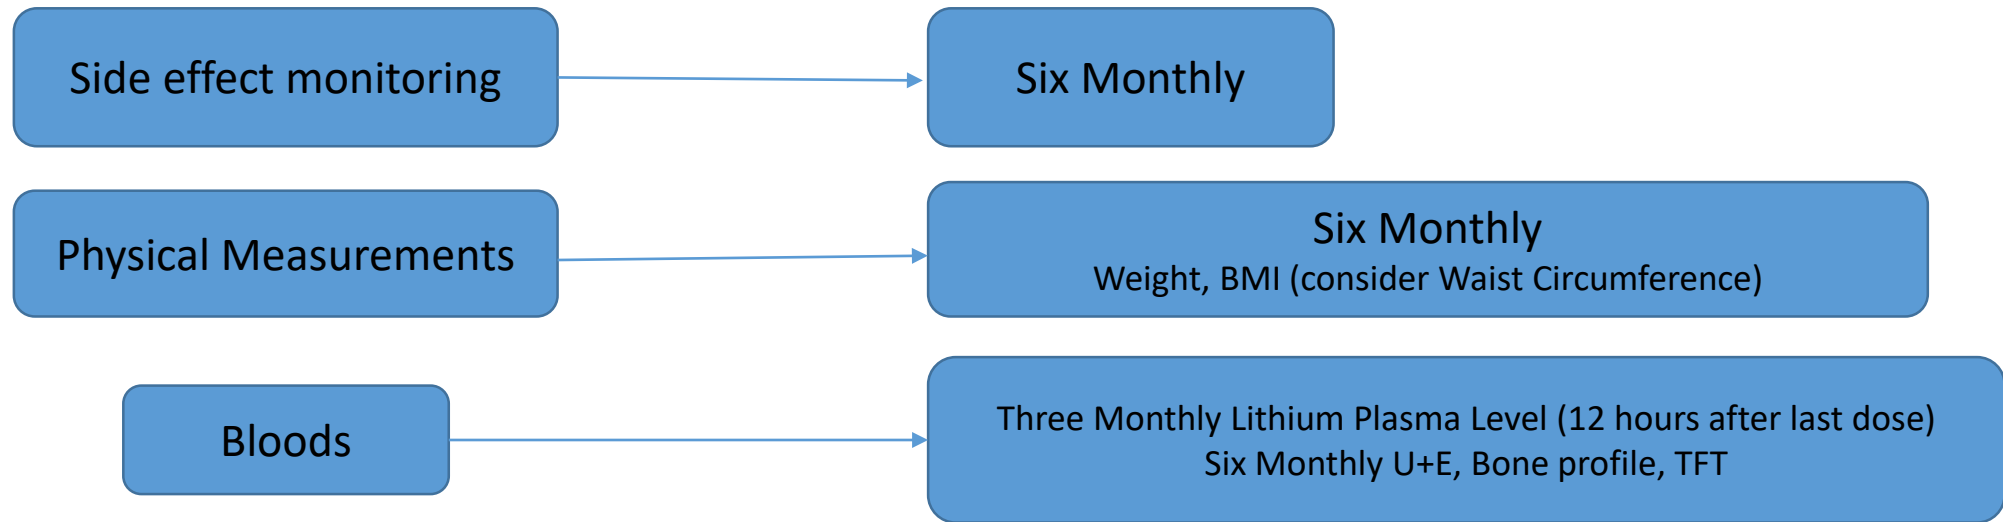 Side effect monitoring
Six Monthly
Physical Measurements
Six Monthly
Weight, BMI (consider Waist Circumference)
Bloods
Three Monthly Lithium Plasma Level (12 hours after last dose)
Six Monthly U+E, Bone profile, TFT